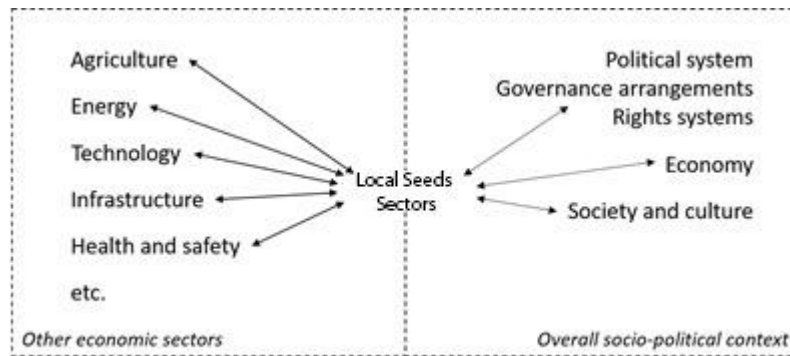 Agriculture
Energy
Technology
Infrastructure
Health and safety
etc.
Other economic sectors
Local Seeds
Sectors
Political system
Governance arrangements
Rights systems
Economy
Society and culture
Overall socio-political context